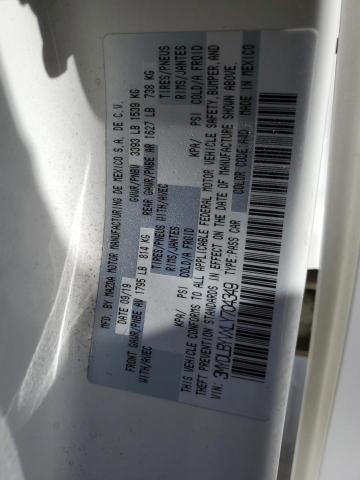 MFD. BY MAZDA MOTOR MANUFACTURING DE MEXICO S.A. DE C.V.
DATE 09/19 GVWR/PNBV 3393 LB 1539 KG
FRONT GAWR/PNBE AV 1795 LB 814 KG REAR GAWR/PNBE AR 1627 LB 738 KG
WITH/AVEC TIRES/PNEUS WITH/AVEC TIRES/PNEUS
RIMS/JANTES RIMS/JANTES
KPA/ PSI COLD/A FROID KPA/ PSI COLD/A FROID
THIS VEHICLE CONFORMS TO ALL APPLICABLE FEDERAL MOTOR VEHICLE SAFETY, BUMPER, AND
THEFT PREVENTION STANDARDS IN EFFECT ON THE DATE OF MANUFACTURE SHOWN ABOVE.
VIN: TYPE: PASS CAR COLOR CODE: A4D MADE IN MEXICO